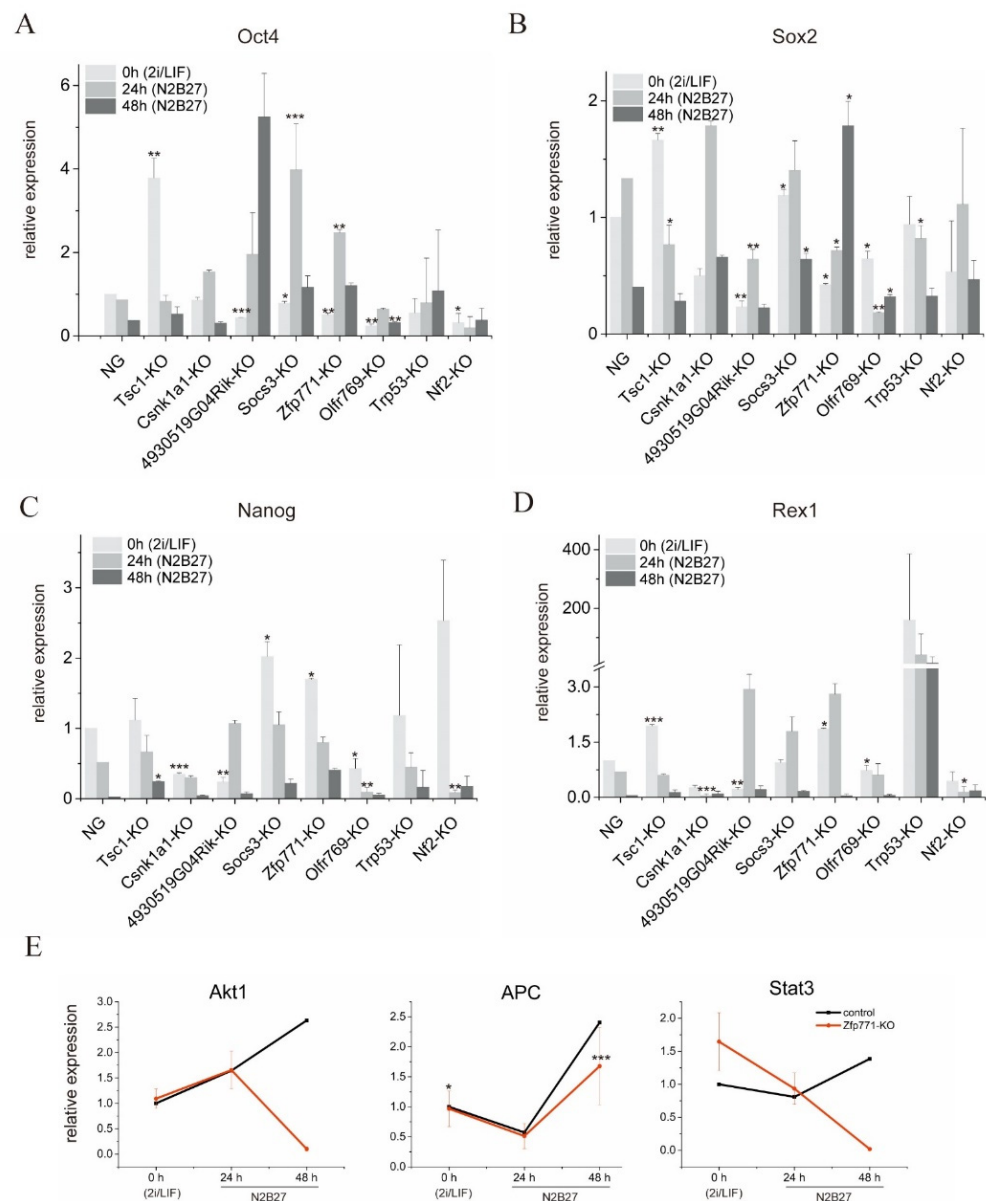 A
Oct4
0h (2i/LIF)
24h (N2B27)
48h (N2B27)
relative expression
6
4
2
0
**
***
***
*
**
**
**
**
*
NG
Tsc1-KO
Csnk1a1-KO
4930519G04Rik-KO
Socs3-KO
Zfp771-KO
Olfr769-KO
Trp53-KO
Nf2-KO
B
Sox2
0h (2i/LIF)
24h (N2B27)
48h (N2B27)
relative expression
2
1
0
**
*
**
**
*
*
*
*
*
*
**
*
*
NG
Tsc1-KO
Csnk1a1-KO
4930519G04Rik-KO
Socs3-KO
Zfp771-KO
Olfr769-KO
Trp53-KO
Nf2-KO
C
Nanog
0h (2i/LIF)
24h (N2B27)
48h (N2B27)
relative expression
3
2
1
0
*
***
**
*
*
*
**
**
NG
Tsc1-KO
Csnk1a1-KO
4930519G04Rik-KO
Socs3-KO
Zfp771-KO
Olfr769-KO
Trp53-KO
Nf2-KO
D
Rex1
0h (2i/LIF)
24h (N2B27)
48h (N2B27)
relative expression
400
200
3.0
1.5
0.0
***
***
**
*
*
*
NG
Tsc1-KO
Csnk1a1-KO
4930519G04Rik-KO
Socs3-KO
Zfp771-KO
Olfr769-KO
Trp53-KO
Nf2-KO
E
Akt1
relative expression
3.0
2.5
2.0
1.5
1.0
0.5
0.0
0 h
24 h
48 h
(2i/LIF)
N2B27
APC
2.5
2.0
1.5
1.0
0.5
0.0
*
***
0 h
24 h
48 h
(2i/LIF)
N2B27
Stat3
control
Zfp771-KO
2.0
1.5
1.0
0.5
0.0
0 h
24 h
48 h
(2i/LIF)
N2B27